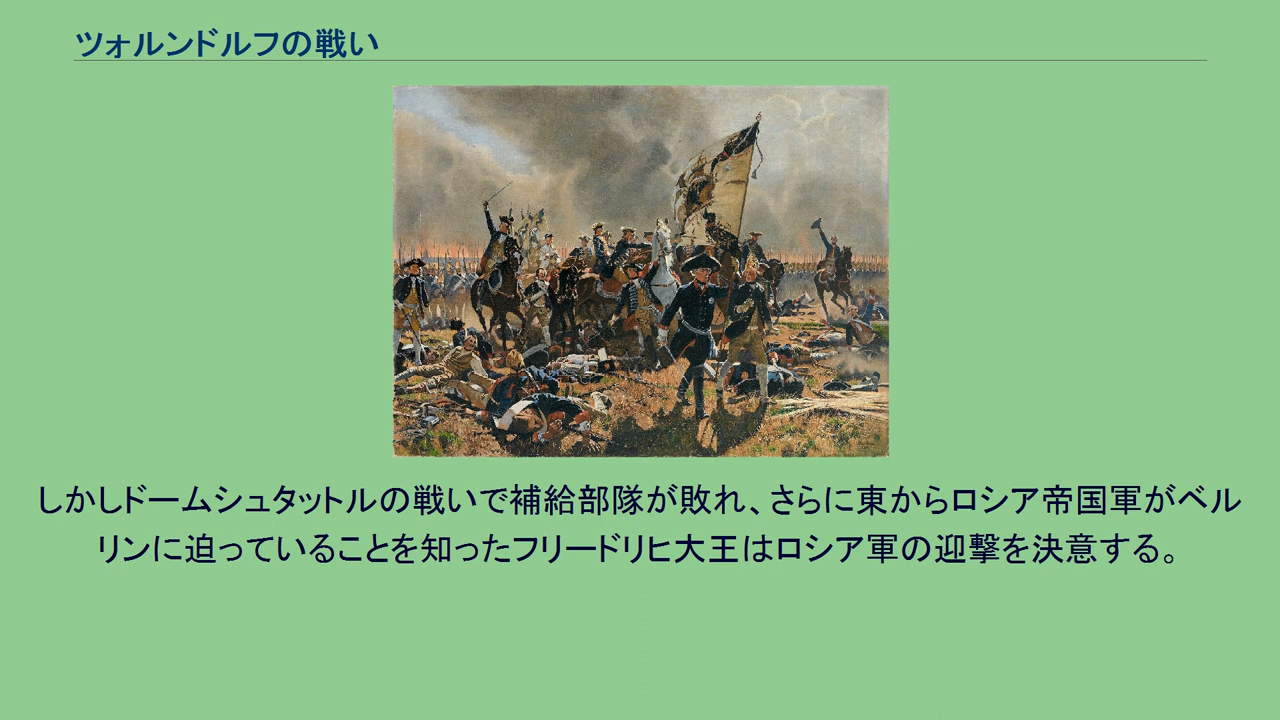 ツォルンドルフの戦い
しかしドームシュタットルの戦いで補給部隊が敗れ、さらに東からロシア帝国軍がベル
リンに迫っていることを知ったフリードリヒ大王はロシア軍の迎撃を決意する。